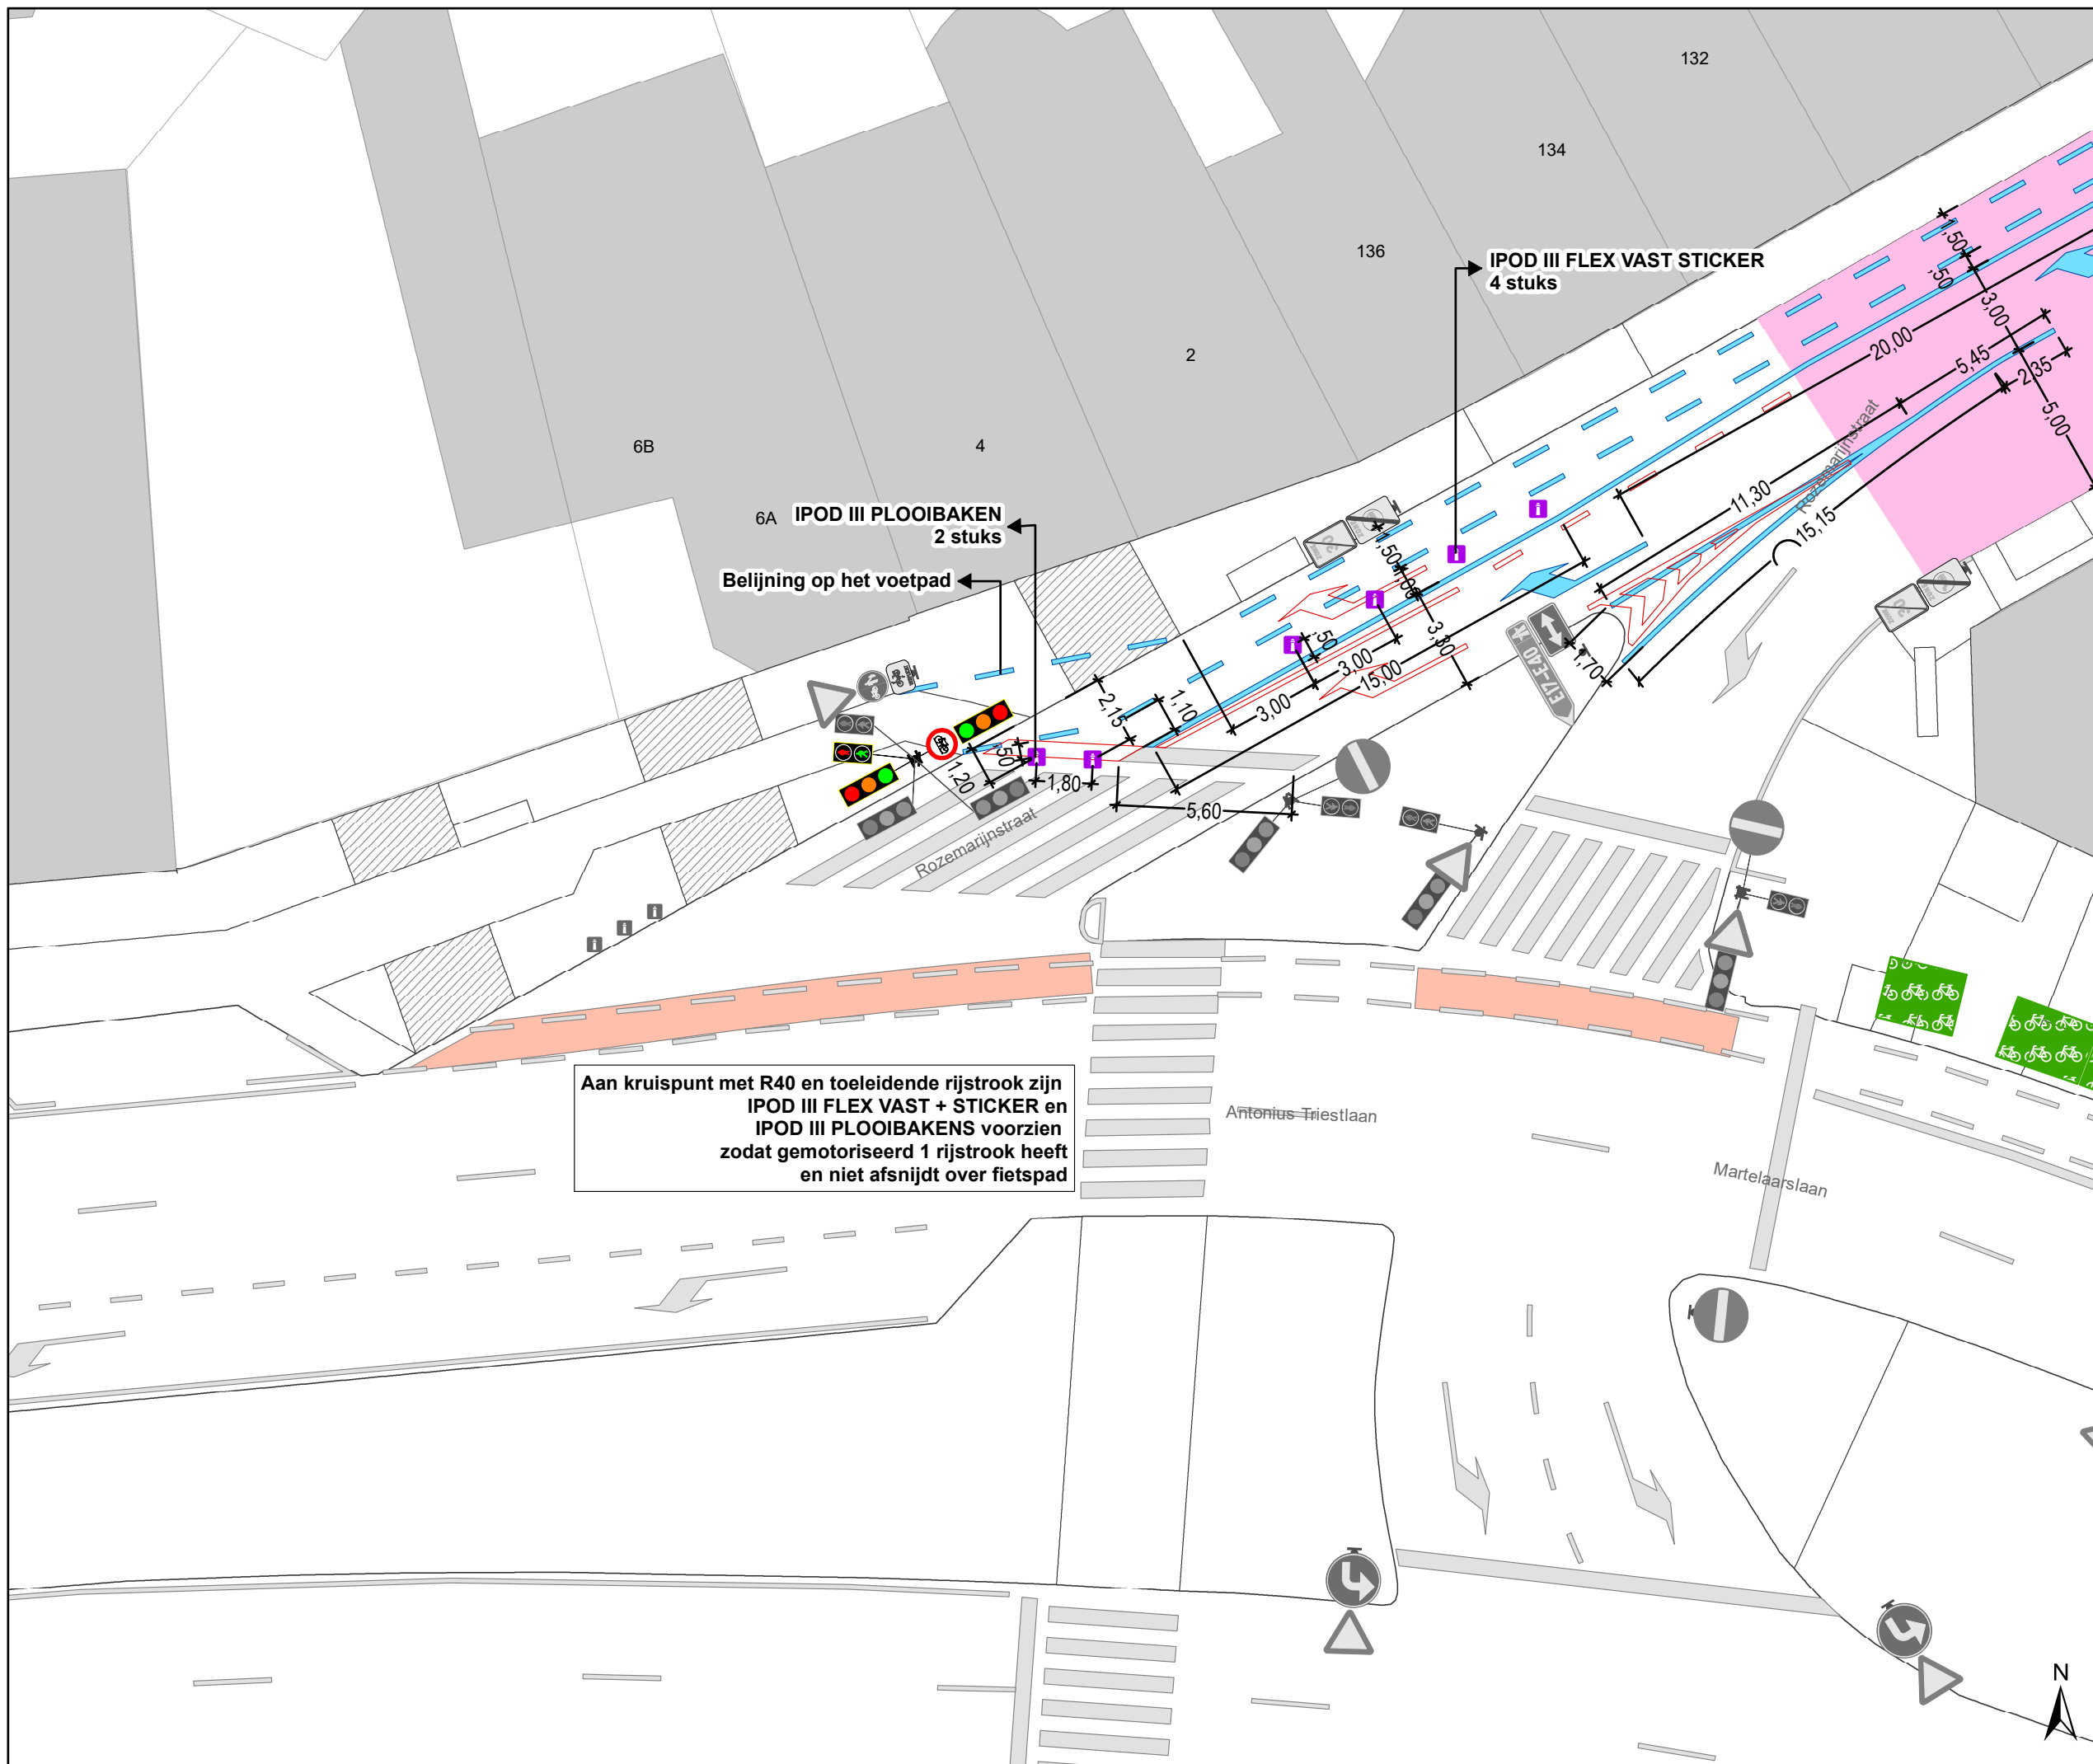 132
134
136
IPOD III FLEX VAST STICKER
4 stuks
2
4
6B
6A
IPOD III PLOOIBAKEN
2 stuks
Belijning op het voetpad
1,50
,50
3,00
20,00
5,45
2,35
5,00
Rozemarijnstraat
11,30
15,15
1,50
1,00
3,30
,50
3,00
15,00
3,00
1,70
E17-E40
30
ZONE
30
ZONE
2,15
1,10
,50
1,20
1,80
5,60
Rozemarijnstraat
Aan kruispunt met R40 en toeleidende rijstrook zijn
IPOD III FLEX VAST + STICKER en
IPOD III PLOOIBAKENS voorzien
zodat gemotoriseerd 1 rijstrook heeft
en niet afsnijdt over fietspad
Antonius Triestlaan
Martelaarslaan
N